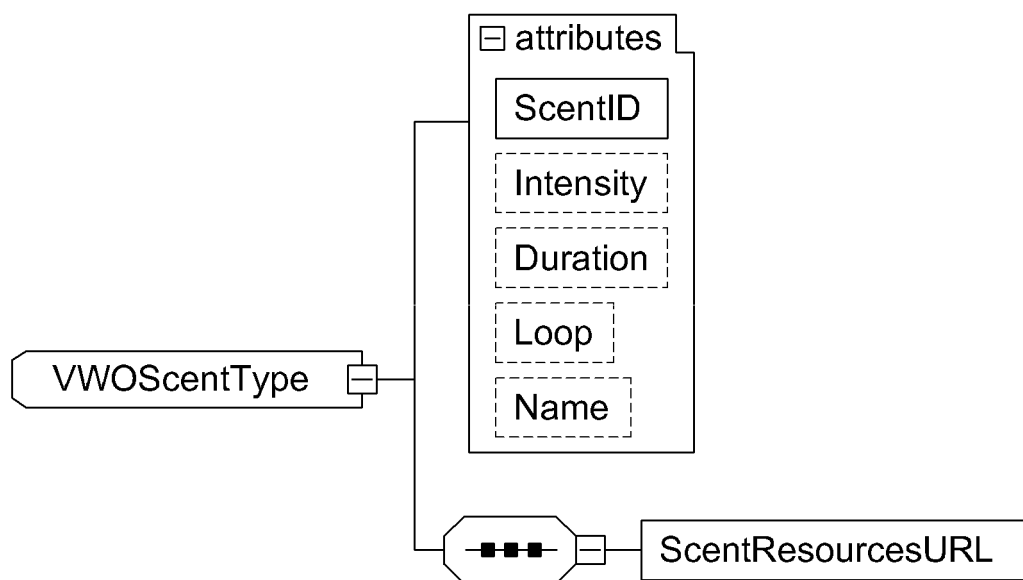 attributes
ScentID
Intensity
Duration
Loop
VWOScentType
Name
ScentResourcesURL